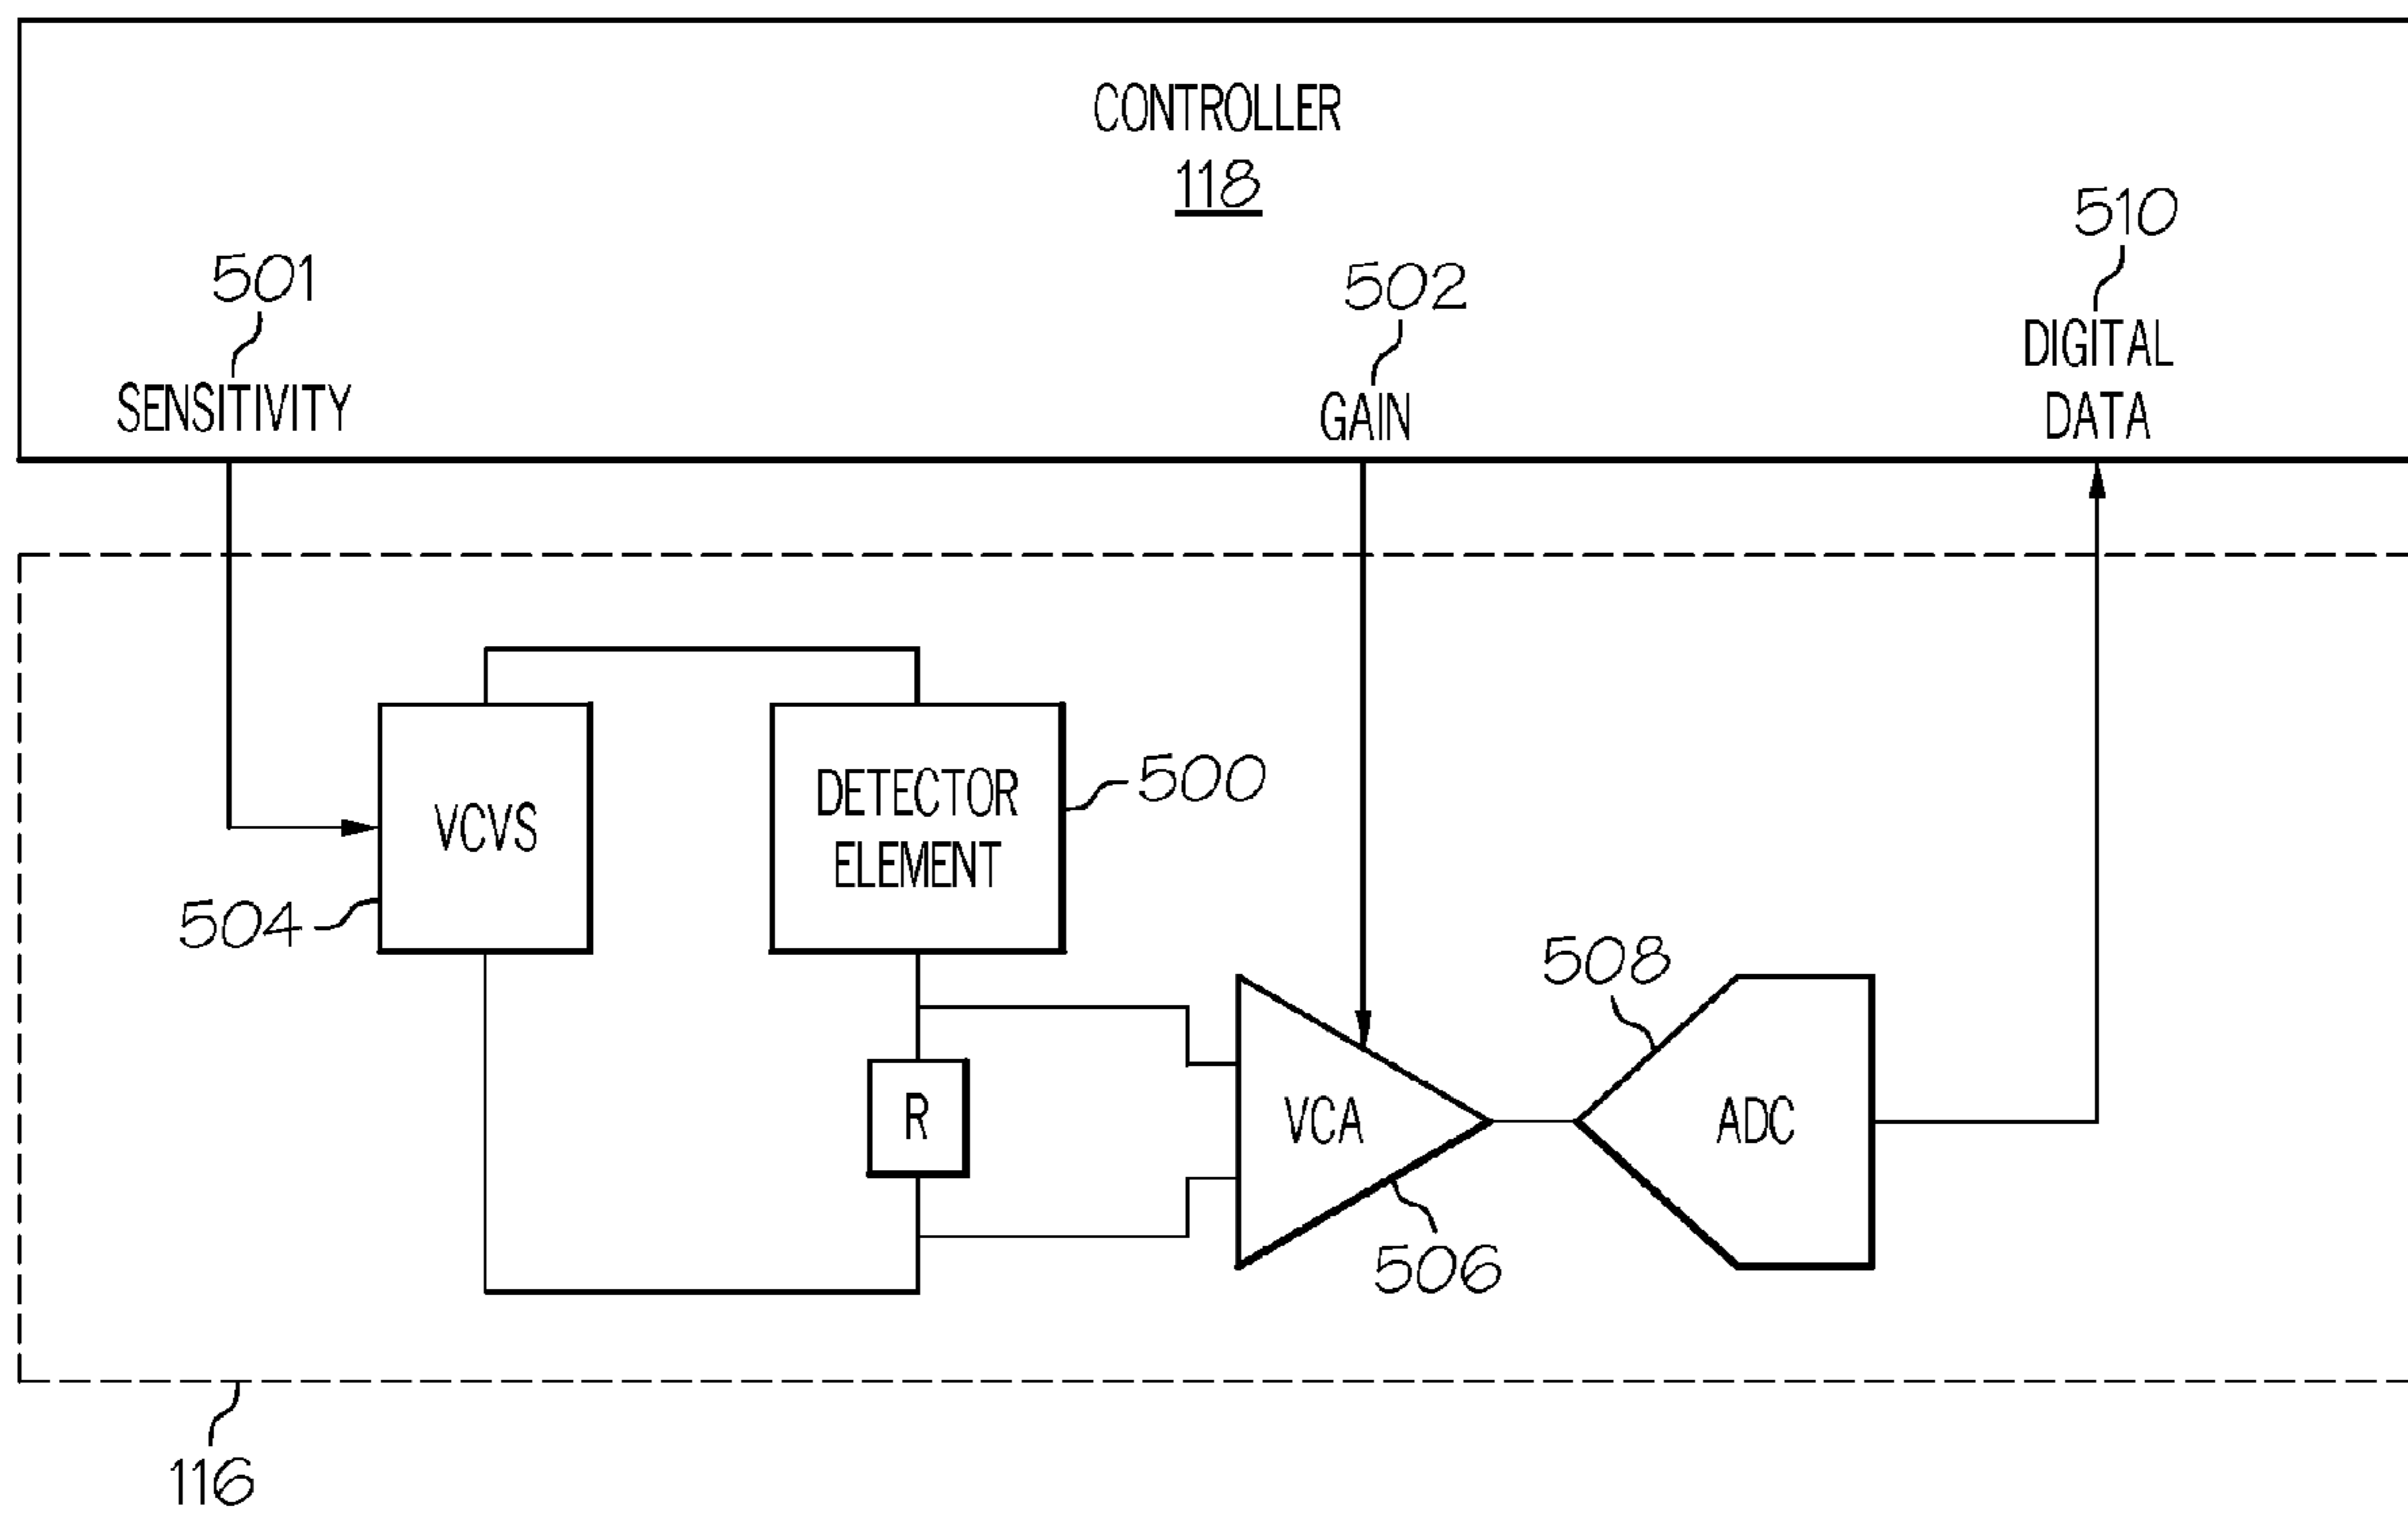 CONTROLLER
118
501
SENSITIVITY
502
GAIN
510
DIGITAL
DATA
VCVS
504
DETECTOR
ELEMENT
500
R
VCA
506
508
ADC
116